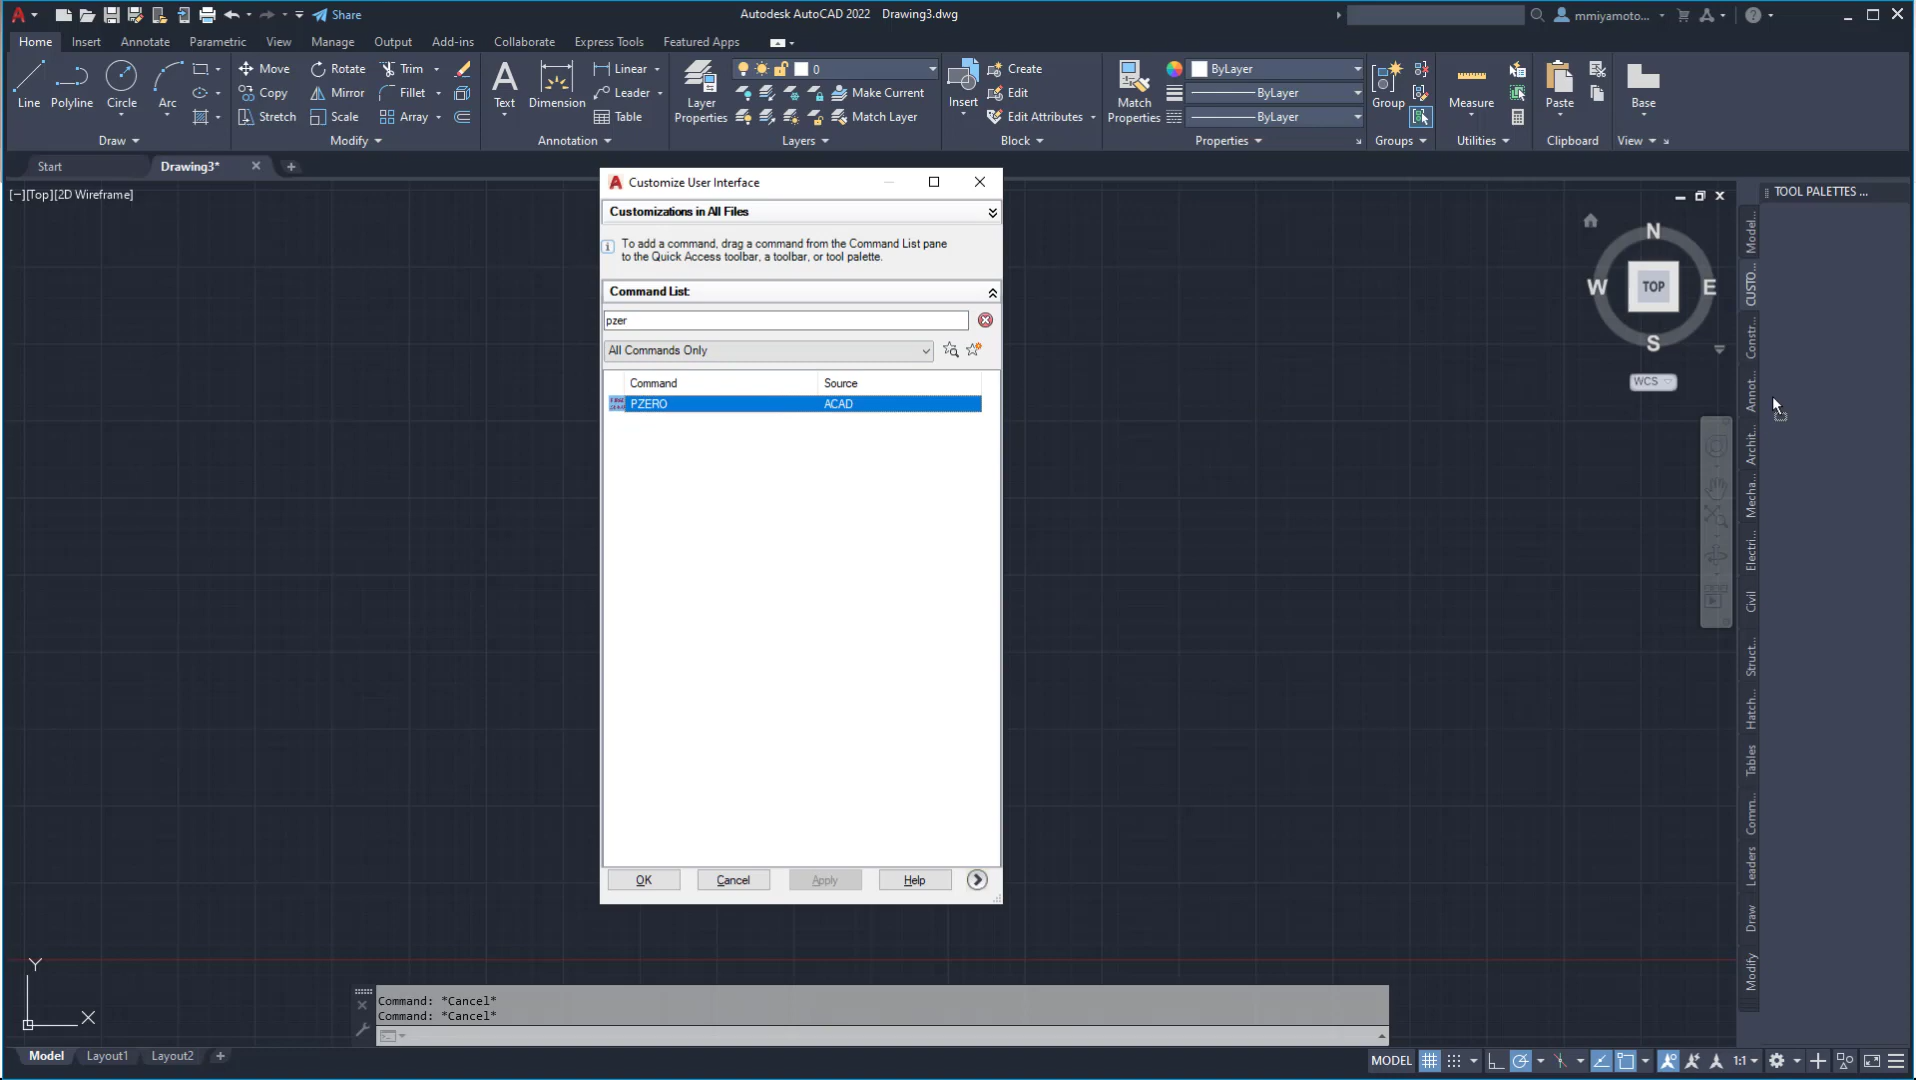 Share
Autodesk AutoCAD 2022 Drawing3.dwg
mmiyamoto...
Home Insert Annotate Parametric View Manage Output Add-ins Collaborate Express Tools Featured Apps
Line Polyline Circle Arc
Move Rotate Trim
Copy Mirror Fillet
Stretch Scale Array
Text Dimension
Linear
Leader
Table
Layer Properties
0
Make Current
Match Layer
Insert
Create
Edit
Edit Attributes
Match Properties
ByLayer
ByLayer
ByLayer
Group
Measure
Paste
Base
Draw Modify Annotation Layers Block Properties Groups Utilities Clipboard View
Start Drawing3*
[−][Top][2D Wireframe]
Customize User Interface
Customizations in All Files
To add a command, drag a command from the Command List pane
to the Quick Access toolbar, a toolbar, or tool palette.
Command List:
pzer
All Commands Only
Command Source
PZERO ACAD
OK Cancel Apply Help
N
W TOP E
S
WCS
TOOL PALETTES ...
Model...
CUSTO...
Constr...
Annot...
Archit...
Mecha...
Electri...
Civil
Struct...
Hatch...
Tables
Comm...
Leaders
Draw
Modify
Y
X
Command: *Cancel*
Command: *Cancel*
Model Layout1 Layout2
MODEL 1:1